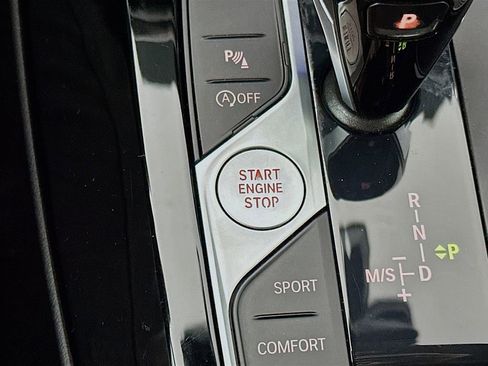 P
P
A OFF
START
ENGINE
STOP
R
N
P
M/S
D
SPORT
COMFORT